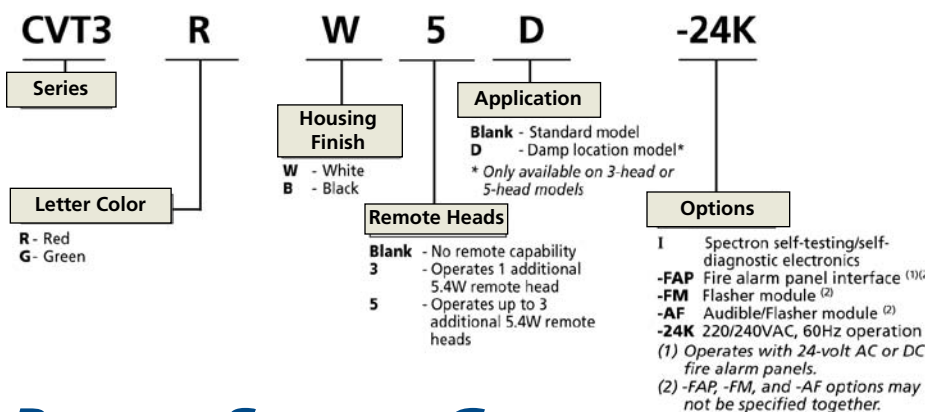 CVT3 R W 5 D -24K
Series
Application
Housing
Finish
Blank - Standard model
D - Damp location model*
* Only available on 3-head or
5-head models
W - White
B - Black
Letter Color
R - Red
G - Green
Remote Heads
Blank - No remote capability
3 - Operates 1 additional
5.4W remote head
5 - Operates up to 3
additional 5.4W remote
heads
Options
I Spectron self-testing/self-
diagnostic electronics
-FAP Fire alarm panel interface (1)(2
-FM Flasher module (2)
-AF Audible/Flasher module (2)
-24K 220/240VAC, 60Hz operation
(1) Operates with 24-volt AC or DC
fire alarm panels.
(2) -FAP, -FM, and -AF options may
not be specified together.